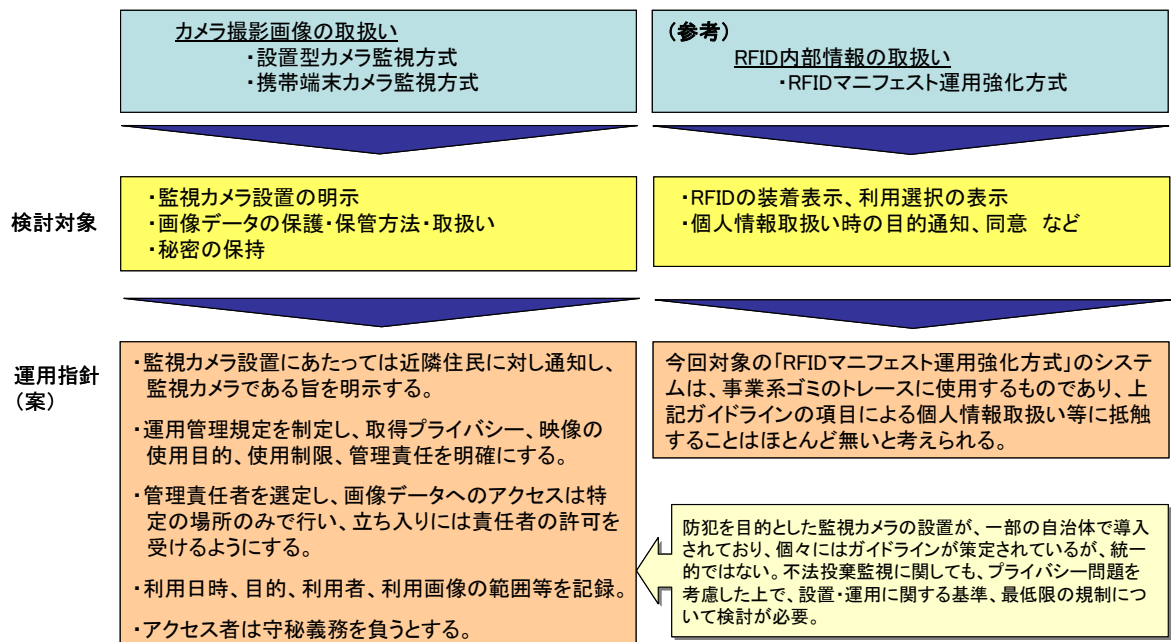 カメラ撮影画像の取扱い
・設置型カメラ監視方式
・携帯端末カメラ監視方式
(参考)
RFID内部情報の取扱い
・RFIDマニフェスト運用強化方式
検討対象
・監視カメラ設置の明示
・画像データの保護・保管方法・取扱い
・秘密の保持
・RFIDの装着表示、利用選択の表示
・個人情報取扱い時の目的通知、同意 など
運用指針
(案)
・監視カメラ設置にあたっては近隣住民に対し通知し、
監視カメラである旨を明示する。
・運用管理規定を制定し、取得プライバシー、映像の
使用目的、使用制限、管理責任を明確にする。
・管理責任者を選定し、画像データへのアクセスは特
定の場所のみで行い、立ち入りには責任者の許可を
受けるようにする。
・利用日時、目的、利用者、利用画像の範囲等を記録。
・アクセス者は守秘義務を負うとする。
今回対象の「RFIDマニフェスト運用強化方式」のシステ
ムは、事業系ゴミのトレースに使用するものであり、上
記ガイドラインの項目による個人情報取扱い等に抵触
することはほとんど無いと考えられる。
防犯を目的とした監視カメラの設置が、一部の自治体で導入
されており、個々にはガイドラインが策定されているが、統一
的ではない。不法投棄監視に関しても、プライバシー問題を
考慮した上で、設置・運用に関する基準、最低限の規制につ
いて検討が必要。